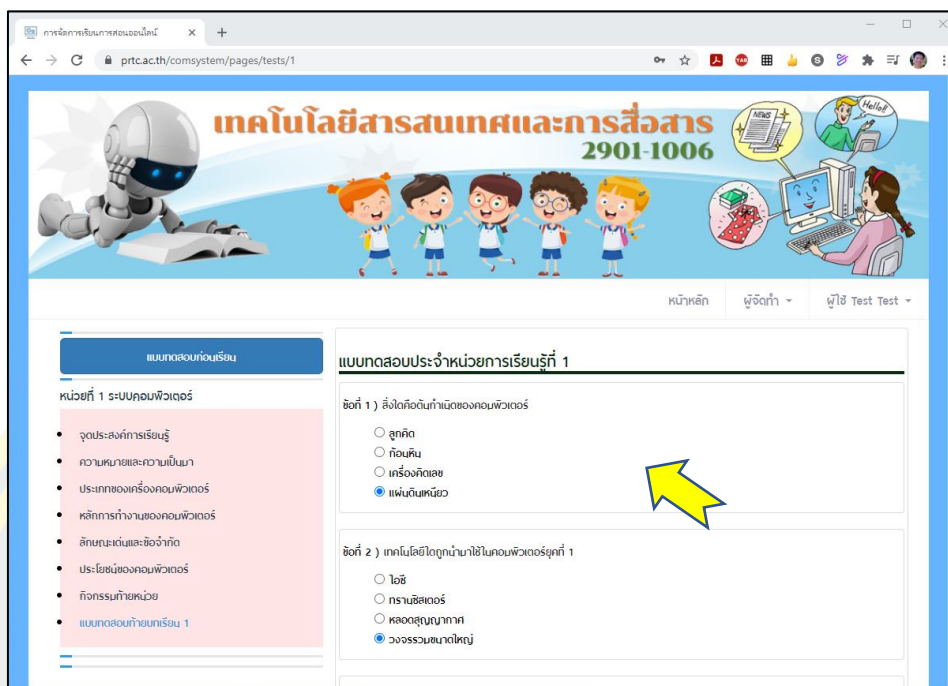 การจัดการเรียนการสอนออนไลน์
prtc.ac.th/comsystem/pages/tests/1
เทคโนโลยีสารสนเทศและการสื่อสาร
2901-1006
NEWS
Hello!
หน้าหลัก ผู้จัดทำ ผู้ใช้ Test Test
แบบทดสอบก่อนเรียน
หน่วยที่ 1 ระบบคอมพิวเตอร์
จุดประสงค์การเรียนรู้
ความหมายและความเป็นมา
ประเภทของเครื่องคอมพิวเตอร์
หลักการทำงานของคอมพิวเตอร์
ลักษณะเด่นและข้อจำกัด
ประโยชน์ของคอมพิวเตอร์
กิจกรรมท้ายหน่วย
แบบทดสอบท้ายบทเรียน 1
แบบทดสอบประจำหน่วยการเรียนรู้ที่ 1
ข้อที่ 1 ) สิ่งใดคือต้นกำเนิดของคอมพิวเตอร์
ลูกคิด
ก้อนหิน
เครื่องคิดเลข
แผ่นดินเหนียว
ข้อที่ 2 ) เทคโนโลยีใดถูกนำมาใช้ในคอมพิวเตอร์ยุคที่ 1
ไอซี
ทรานซิสเตอร์
หลอดสุญญากาศ
วงจรรวมขนาดใหญ่